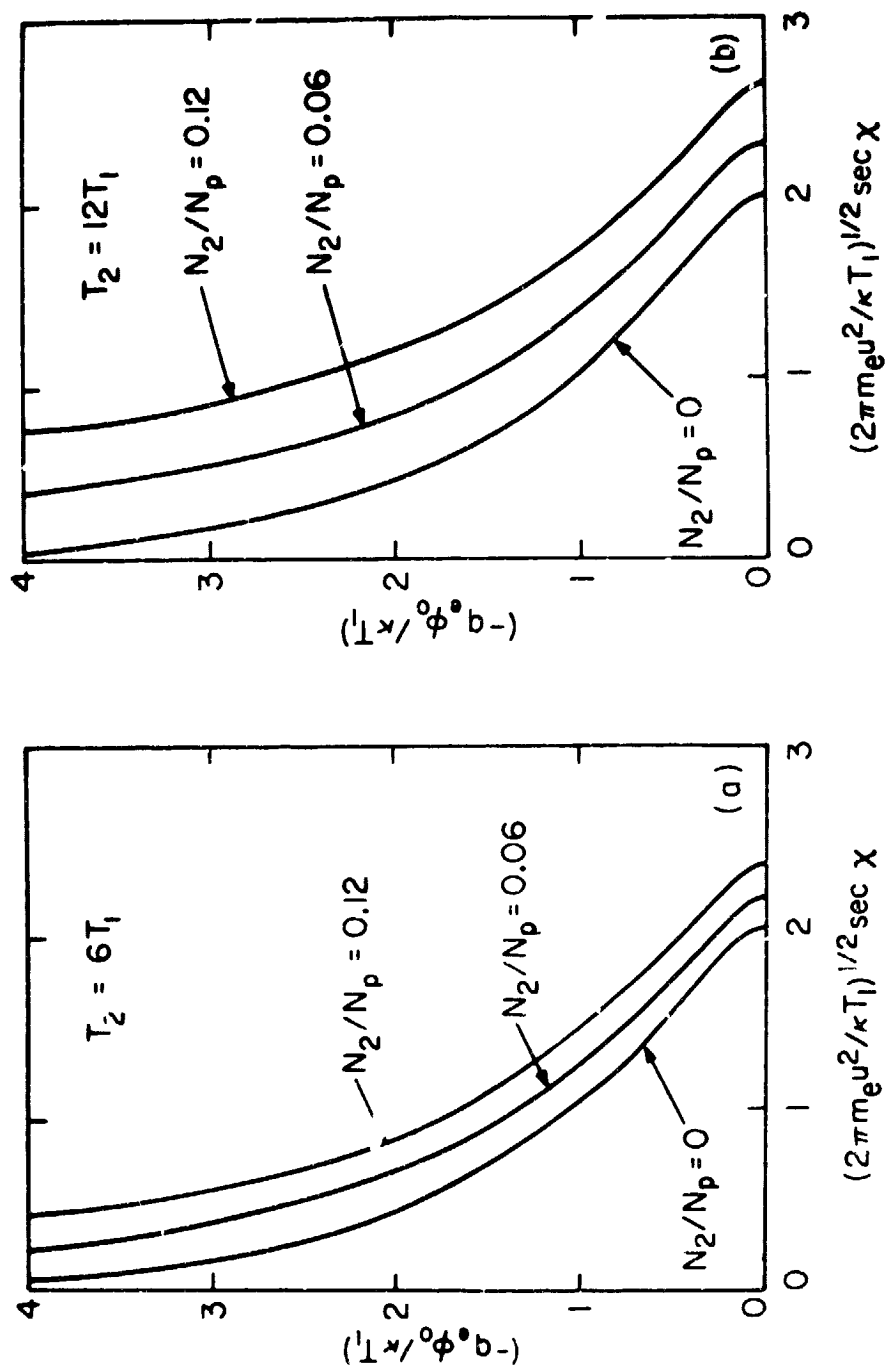 4
3
2
1
0
(-qₑϕ₀/κT₁)
T₂ = 6T₁
N₂/Nₚ = 0.12
N₂/Nₚ = 0.06
N₂/Nₚ = 0
(a)
0
1
2
3
(2πmₑu²/κT₁)^1/2 sec χ
4
3
2
1
0
(-qₑϕ₀/κT₁)
T₂ = 12T₁
N₂/Nₚ = 0.12
N₂/Nₚ = 0.06
N₂/Nₚ = 0
(b)
0
1
2
3
(2πmₑu²/κT₁)^1/2 sec χ